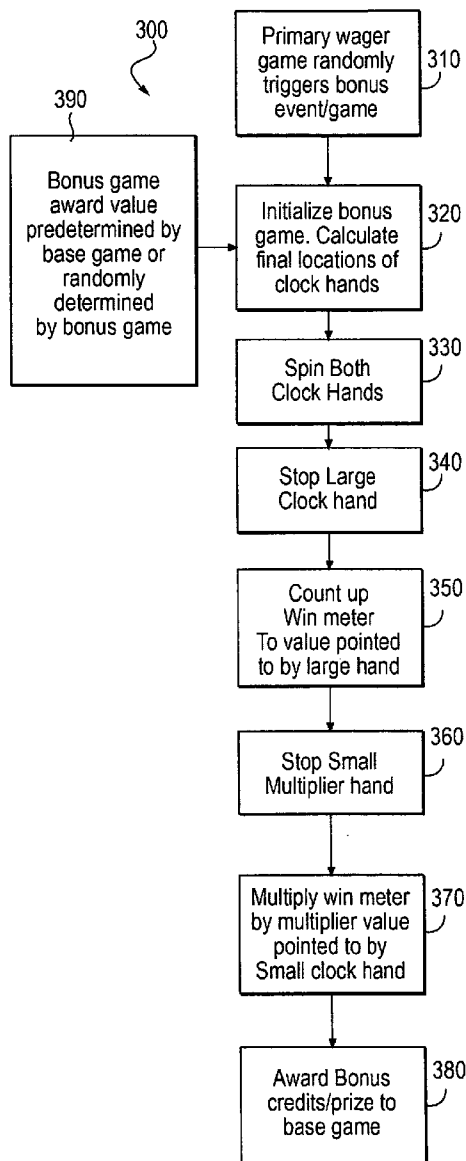 300
Primary wager
game randomly
triggers bonus
event/game
310
390
Bonus game
award value
predetermined by
base game or
randomly
determined
by bonus game
Initialize bonus
game. Calculate
final locations of
clock hands
320
Spin Both
Clock Hands
330
Stop Large
Clock hand
340
Count up
Win meter
To value pointed
to by large hand
350
Stop Small
Multiplier hand
360
Multiply win meter
by multiplier value
pointed to by
Small clock hand
370
Award Bonus
credits/prize to
base game
380